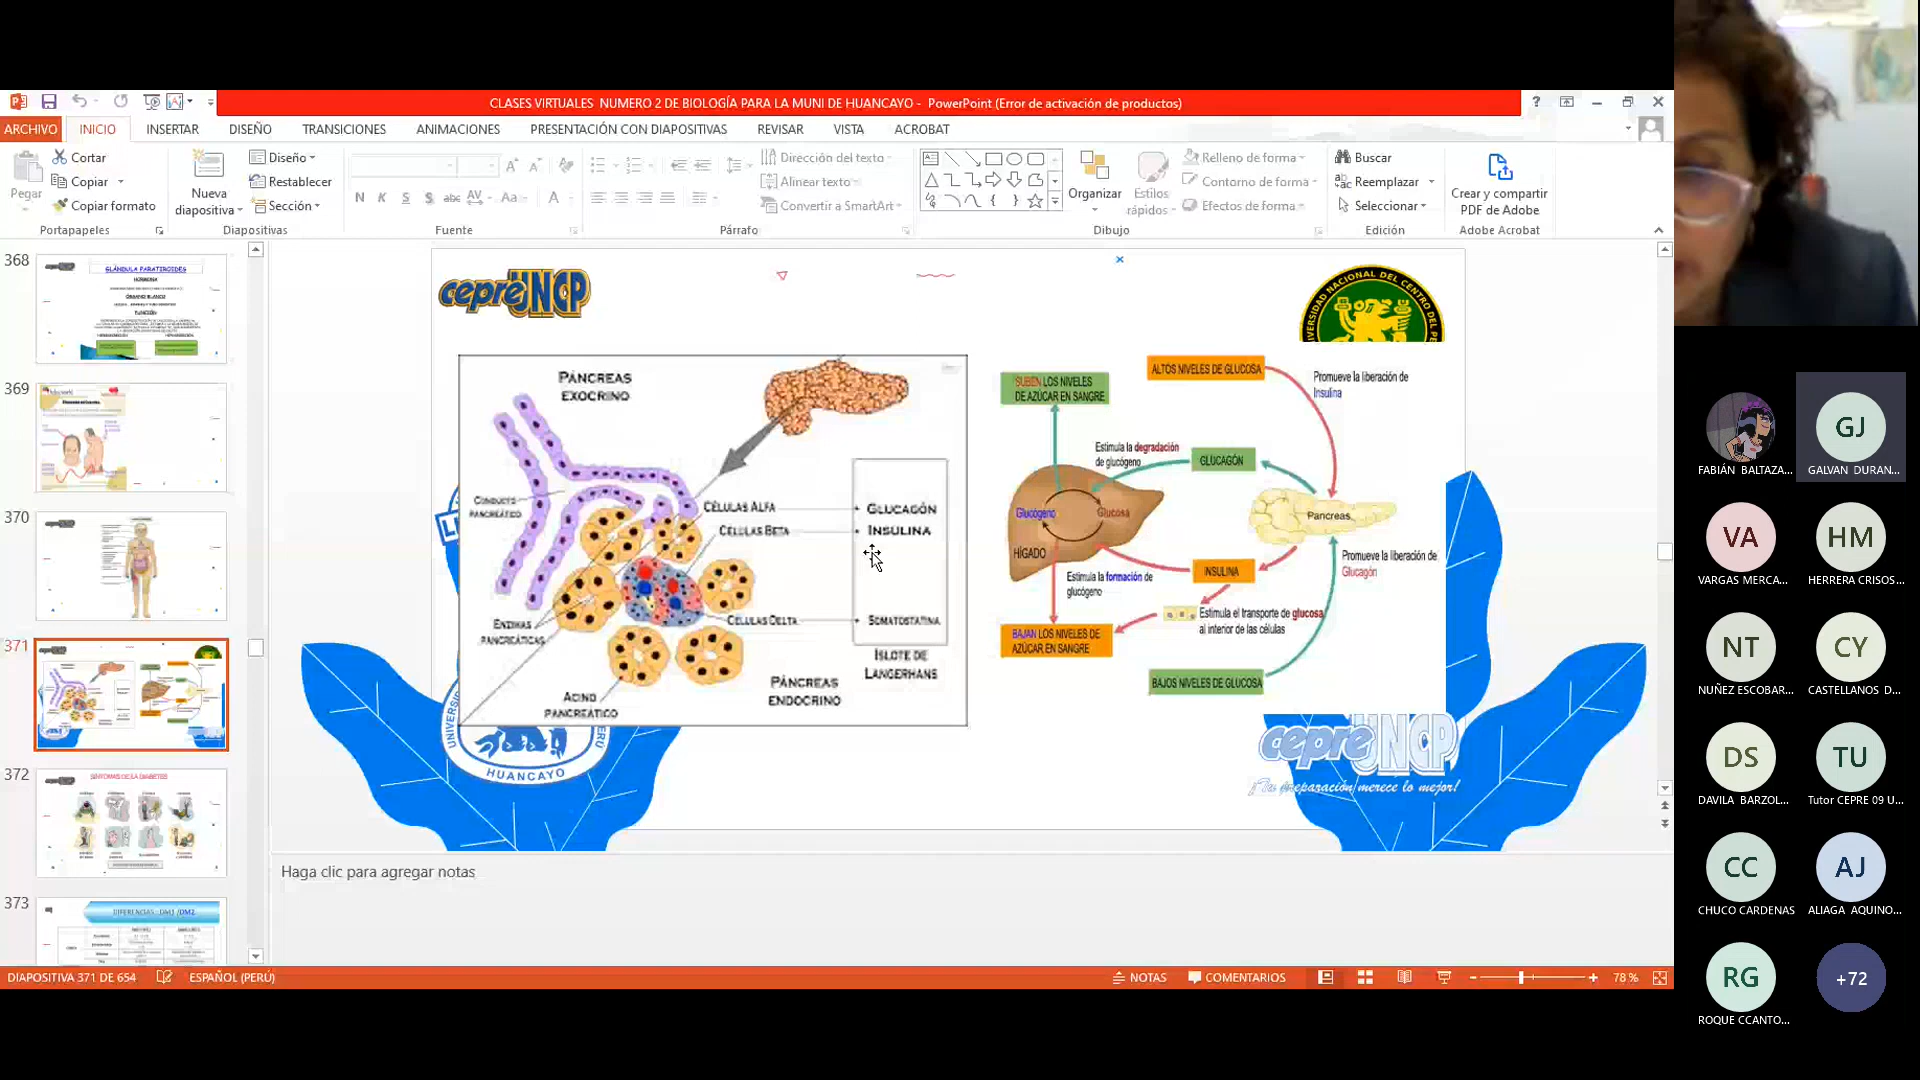 CLASES VIRTUALES NUMERO 2 DE BIOLOGÍA PARA LA MUNI DE HUANCAYO - PowerPoint (Error de activación de productos)
ARCHIVO INICIO INSERTAR DISEÑO TRANSICIONES ANIMACIONES PRESENTACIÓN CON DIAPOSITIVAS REVISAR VISTA ACROBAT
Pegar
Cortar
Copiar
Copiar formato
Portapapeles
Nueva
diapositiva
Diseño
Restablecer
Sección
Diapositivas
N K S S abc AV Aa A
Fuente
Dirección del texto
Alinear texto
Convertir a SmartArt
Párrafo
Organizar
Estilos
rápidos
Relleno de forma
Contorno de forma
Efectos de forma
Dibujo
Buscar
Reemplazar
Seleccionar
Edición
Crear y compartir
PDF de Adobe
Adobe Acrobat
368
GLÁNDULA PARATIROIDES
369
370
371
372
SÍNTOMAS DE LA DIABETES
373
DIFERENCIAS : DM1 /DM2
cepreUNCP
UNIVERSIDAD NACIONAL DEL CENTRO DEL PE
PÁNCREAS
EXOCRINO
CONDUCTO
PANCREÁTICO
CÉLULAS ALFA
GLUCAGÓN
CÉLULAS BETA
INSULINA
ENZIMAS
PANCREÁTICAS
CÉLULAS DELTA
SOMATOSTATINA
ISLOTE DE
LANGERHANS
PÁNCREAS
ENDOCRINO
ACINO
PANCREÁTICO
ALTOS NIVELES DE GLUCOSA
Promueve la liberación de
Insulina
SUBEN LOS NIVELES
DE AZÚCAR EN SANGRE
Estimula la degradación
de glucógeno
GLUCAGÓN
Glucógeno
Glucosa
Pancreas
HÍGADO
Estimula la formación de
glucógeno
INSULINA
Promueve la liberación de
Glucagón
Estimula el transporte de glucosa
al interior de las células
BAJAN LOS NIVELES DE
AZÚCAR EN SANGRE
BAJOS NIVELES DE GLUCOSA
HUANCAYO
cepreUNCP
¡Tu preparación merece lo mejor!
Haga clic para agregar notas
DIAPOSITIVA 371 DE 654 ESPAÑOL (PERÚ) NOTAS COMENTARIOS 78 %
FABIÁN BALTAZA...
GJ
GALVAN DURAN...
VA
VARGAS MERCA...
HM
HERRERA CRISOS...
NT
NUÑEZ ESCOBAR...
CY
CASTELLANOS D...
DS
DAVILA BARZOL...
TU
Tutor CEPRE 09 U...
CC
CHUCO CARDENAS
AJ
ALIAGA AQUINO...
RG
ROQUE CCANTO...
+72